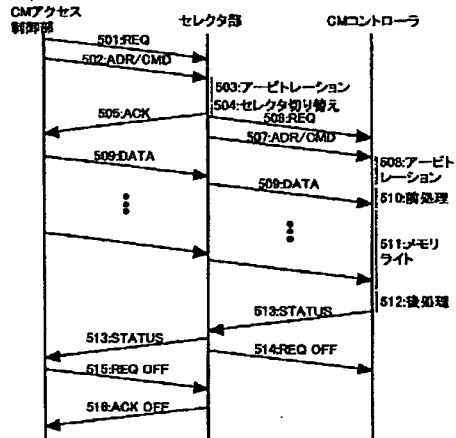 CMアクセス
制御部
セレクタ部
CMコントローラ
501:REQ
502:ADR/CMD
503:アービトレーション
504:セレクタ切り替え
505:ACK
506:REQ
507:ADR/CMD
508:アービト
レーション
509:DATA
509:DATA
510:前処理
511:メモリ
ライト
512:後処理
513:STATUS
513:STATUS
514:REQ OFF
515:REQ OFF
516:ACK OFF